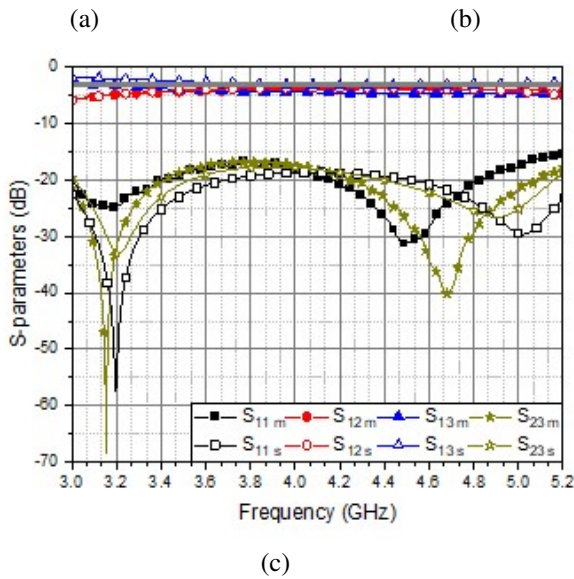 (a) (b)
0
-10
-20
-30
-40
-50
-60
-70
S-parameters (dB)
S11 m S12 m S13 m S23 m
S11 s S12 s S13 s S23 s
3.0 3.2 3.4 3.6 3.8 4.0 4.2 4.4 4.6 4.8 5.0 5.2
Frequency (GHz)
(c)